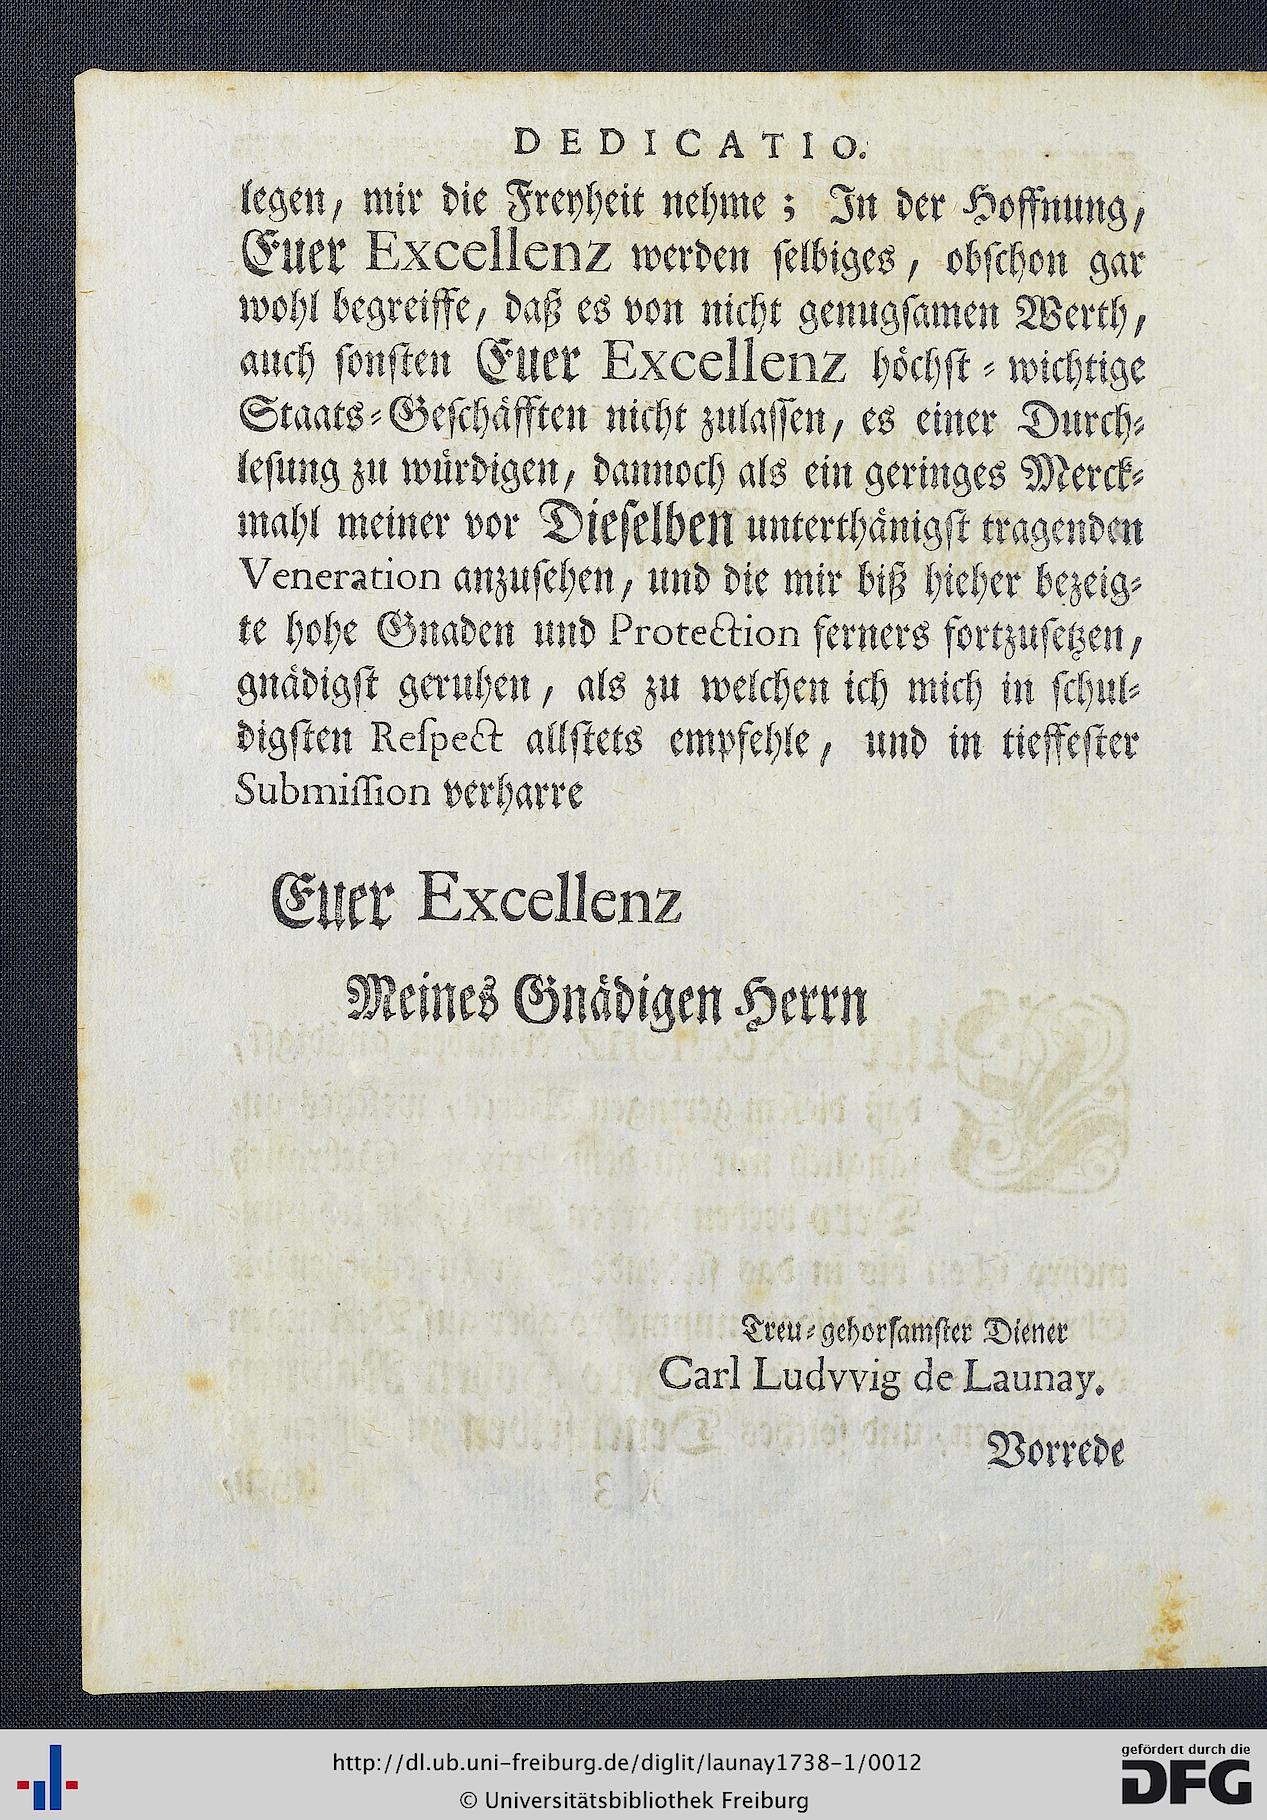 DEDICATIO.
legen, mir die Freyheit nehme; In der Hoffnung,
Euer Excellenz werden ſelbiges, obſchon gar
wohl begreiffe, daß es von nicht genugſamen Werth,
auch ſonſten Euer Excellenz höchſt-wichtige
Staats-Geſchäfften nicht zulaſſen, es einer Durch-
leſung zu würdigen, dannoch als ein geringes Merck-
mahl meiner vor Dieſelben unterthänigſt tragenden
Veneration anzuſehen, und die mir biß hieher bezeig-
te hohe Gnaden und Protection ferners fortzuſetzen,
gnädigſt geruhen, als zu welchen ich mich in ſchul-
digſten Reſpect allſtets empfehle, und in tieffeſter
Submiſſion verharre
Euer Excellenz
Meines Gnädigen Herrn
Treu-gehorſamſter Diener
Carl Ludvvig de Launay.
Vorrede
http://dl.ub.uni-freiburg.de/diglit/launay1738-1/0012
© Universitätsbibliothek Freiburg
gefördert durch die
DFG